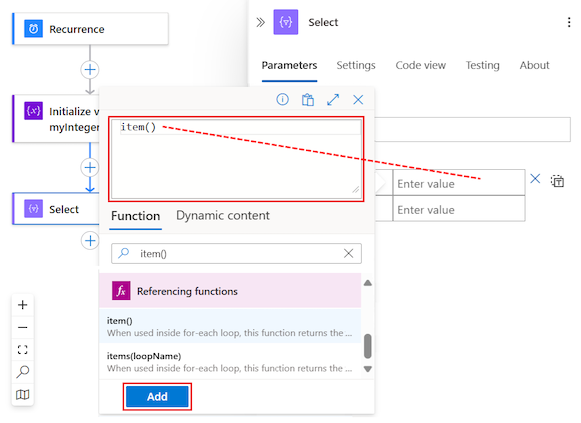 Recurrence
Initialize v
myInteger
Select
Select
Parameters
Settings
Code view
Testing
About
item()
Enter value
Enter value
Function
Dynamic content
item()
fx
Referencing functions
item()
When used inside for-each loop, this function returns the ...
items(loopName)
When used inside for-each loop, this function returns the ...
Add